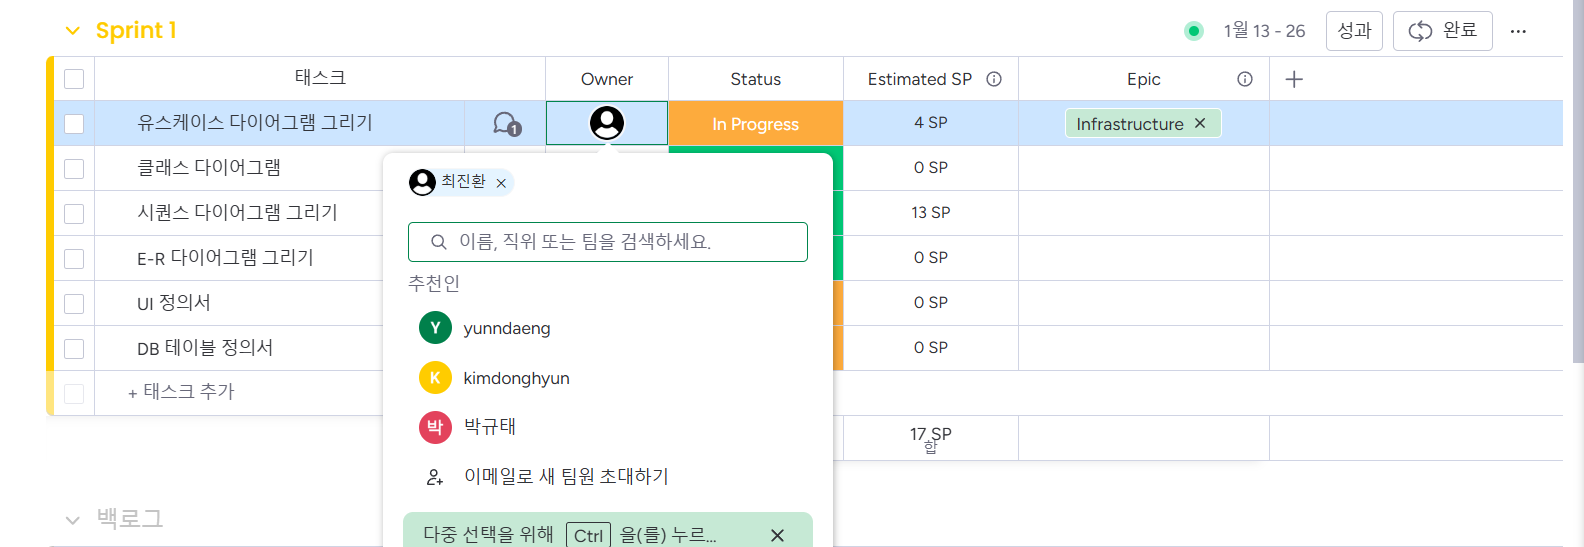 Sprint 1
1월 13 - 26
성과
완료
태스크 Owner Status Estimated SP Epic
유스케이스 다이어그램 그리기 1 In Progress 4 SP Infrastructure
클래스 다이어그램 0 SP
최진환
시퀀스 다이어그램 그리기 13 SP
이름, 직위 또는 팀을 검색하세요.
E-R 다이어그램 그리기 0 SP
추천인
UI 정의서 0 SP
Y yunndaeng
DB 테이블 정의서 0 SP
K kimdonghyun
+ 태스크 추가
박 박규태
17 SP
합
이메일로 새 팀원 초대하기
백로그
다중 선택을 위해 Ctrl 을(를) 누르...